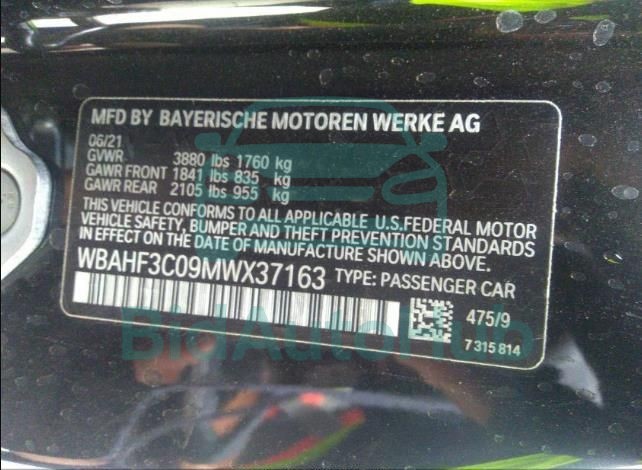 MFD BY BAYERISCHE MOTOREN WERKE AG
06/21
GVWR 3880 lbs 1760 kg
GAWR FRONT 1841 lbs 835 kg
GAWR REAR 2105 lbs 955 kg
THIS VEHICLE CONFORMS TO ALL APPLICABLE U.S.FEDERAL MOTOR
VEHICLE SAFETY, BUMPER AND THEFT PREVENTION STANDARDS
IN EFFECT ON THE DATE OF MANUFACTURE SHOWN ABOVE.
WBAHF3C09MWX37163 TYPE: PASSENGER CAR
475/9
7 315 814
BidAutoHub